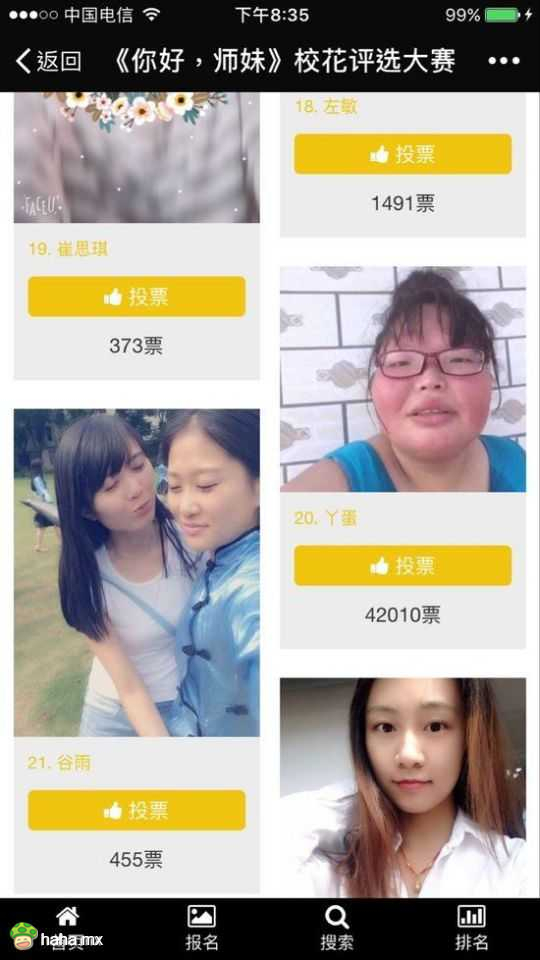 中国电信
下午8:35
99%
返回
《你好，师妹》校花评选大赛
FACEU
19. 崔思琪
投票
373票
18. 左敏
投票
1491票
20. 丫蛋
投票
42010票
21. 谷雨
投票
455票
首页
报名
搜索
排名
haha.mx